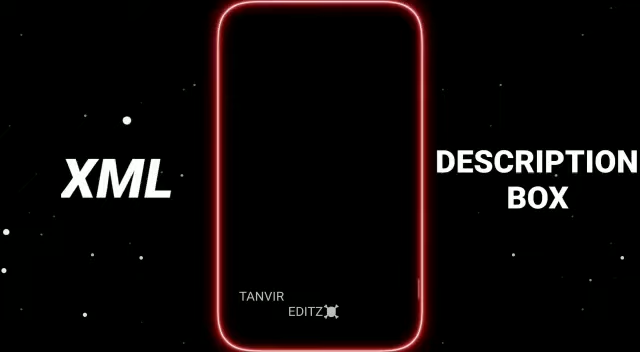 XML
DESCRIPTION
BOX
TANVIR
EDITZ